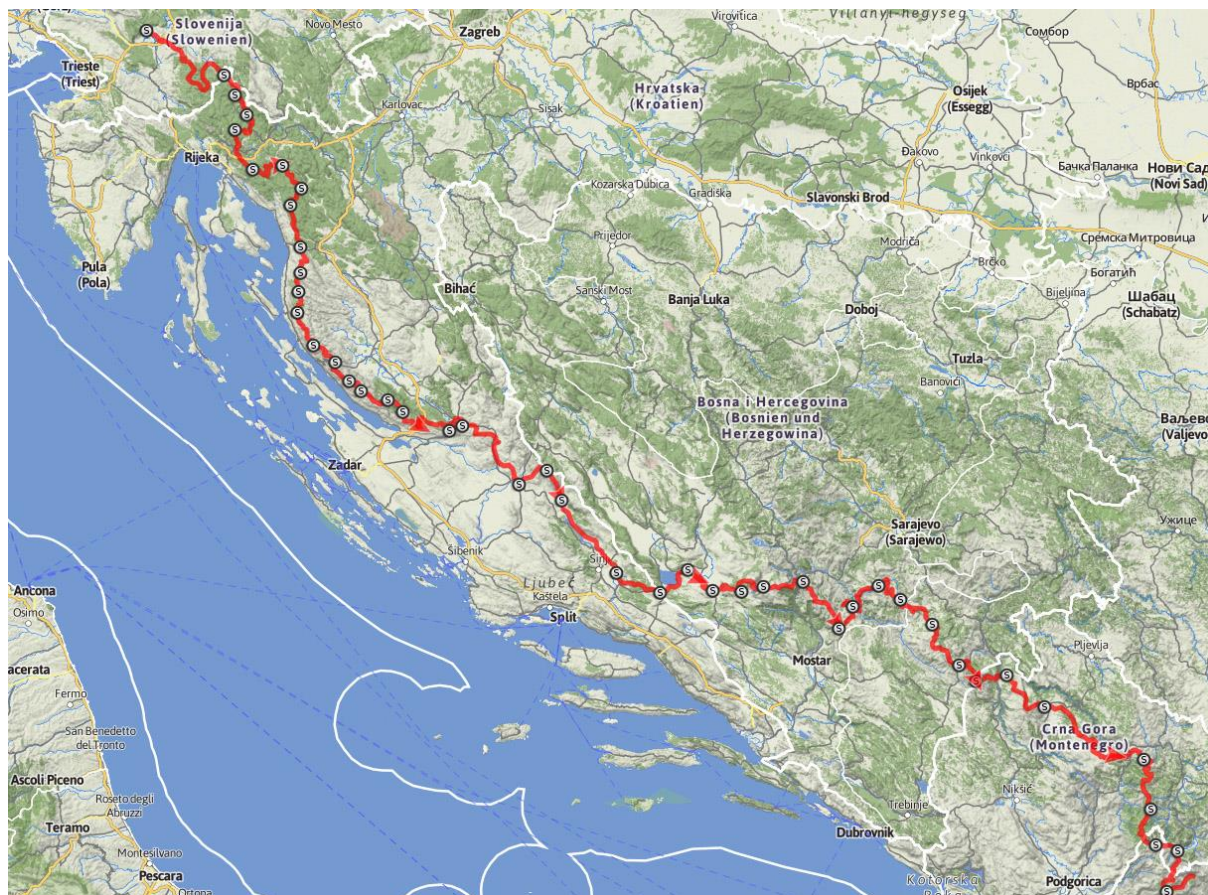 Slovenija
(Slowenien)
Novo Mesto
Zagreb
Virovitica
Villányi-hegység
Сомбор
Trieste
(Triest)
Hrvatska
(Kroatien)
Osijek
(Essegg)
Врбас
Karlovac
Sisak
Rijeka
Đakovo
Vinkovci
Бачка Паланка
Нови Сад
(Novi Sad)
Kozarska Dubica
Gradiška
Slavonski Brod
Сремска Митровица
Prijedor
Modriča
Brčko
Богатић
Pula
(Pola)
Bihać
Sanski Most
Banja Luka
Doboj
Bijeljina
Шабац
(Schabatz)
Tuzla
Banovići
Bosna i Hercegovina
(Bosnien und
Herzegowina)
Ваљево
(Valjevo
Zadar
Sarajevo
(Sarajewo)
Ужице
Šibenik
Sinj
Ljubeč
Kaštela
Split
Ancona
Osimo
Mostar
Pljevlja
acerata
Fermo
San Benedetto
del Tronto
Crna Gora
(Montenegro)
Ascoli Piceno
Nikšić
Roseto degli
Abruzzi
Trebinje
Teramo
Dubrovnik
Montesilvano
Pescara
Ortona
Kotorska
Podgorica